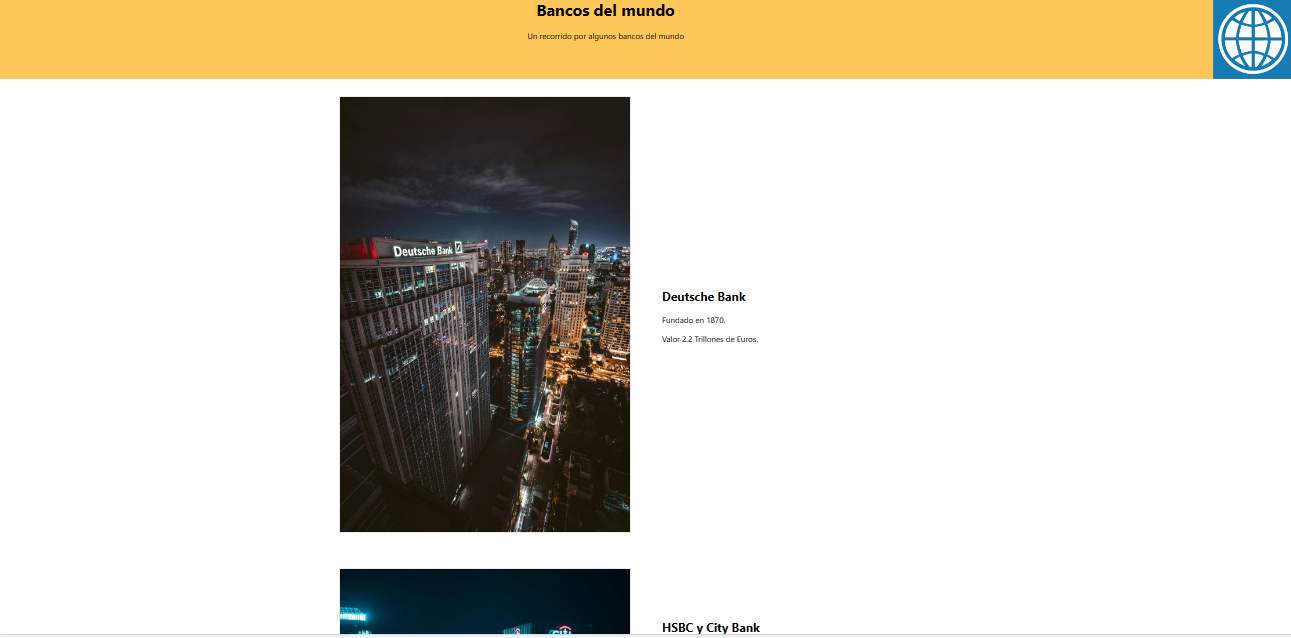 Bancos del mundo
Un recorrido por algunos bancos del mundo
Deutsche Bank
Deutsche Bank
Fundado en 1870.
Valor 2.2 Trillones de Euros.
citi
HSBC y City Bank